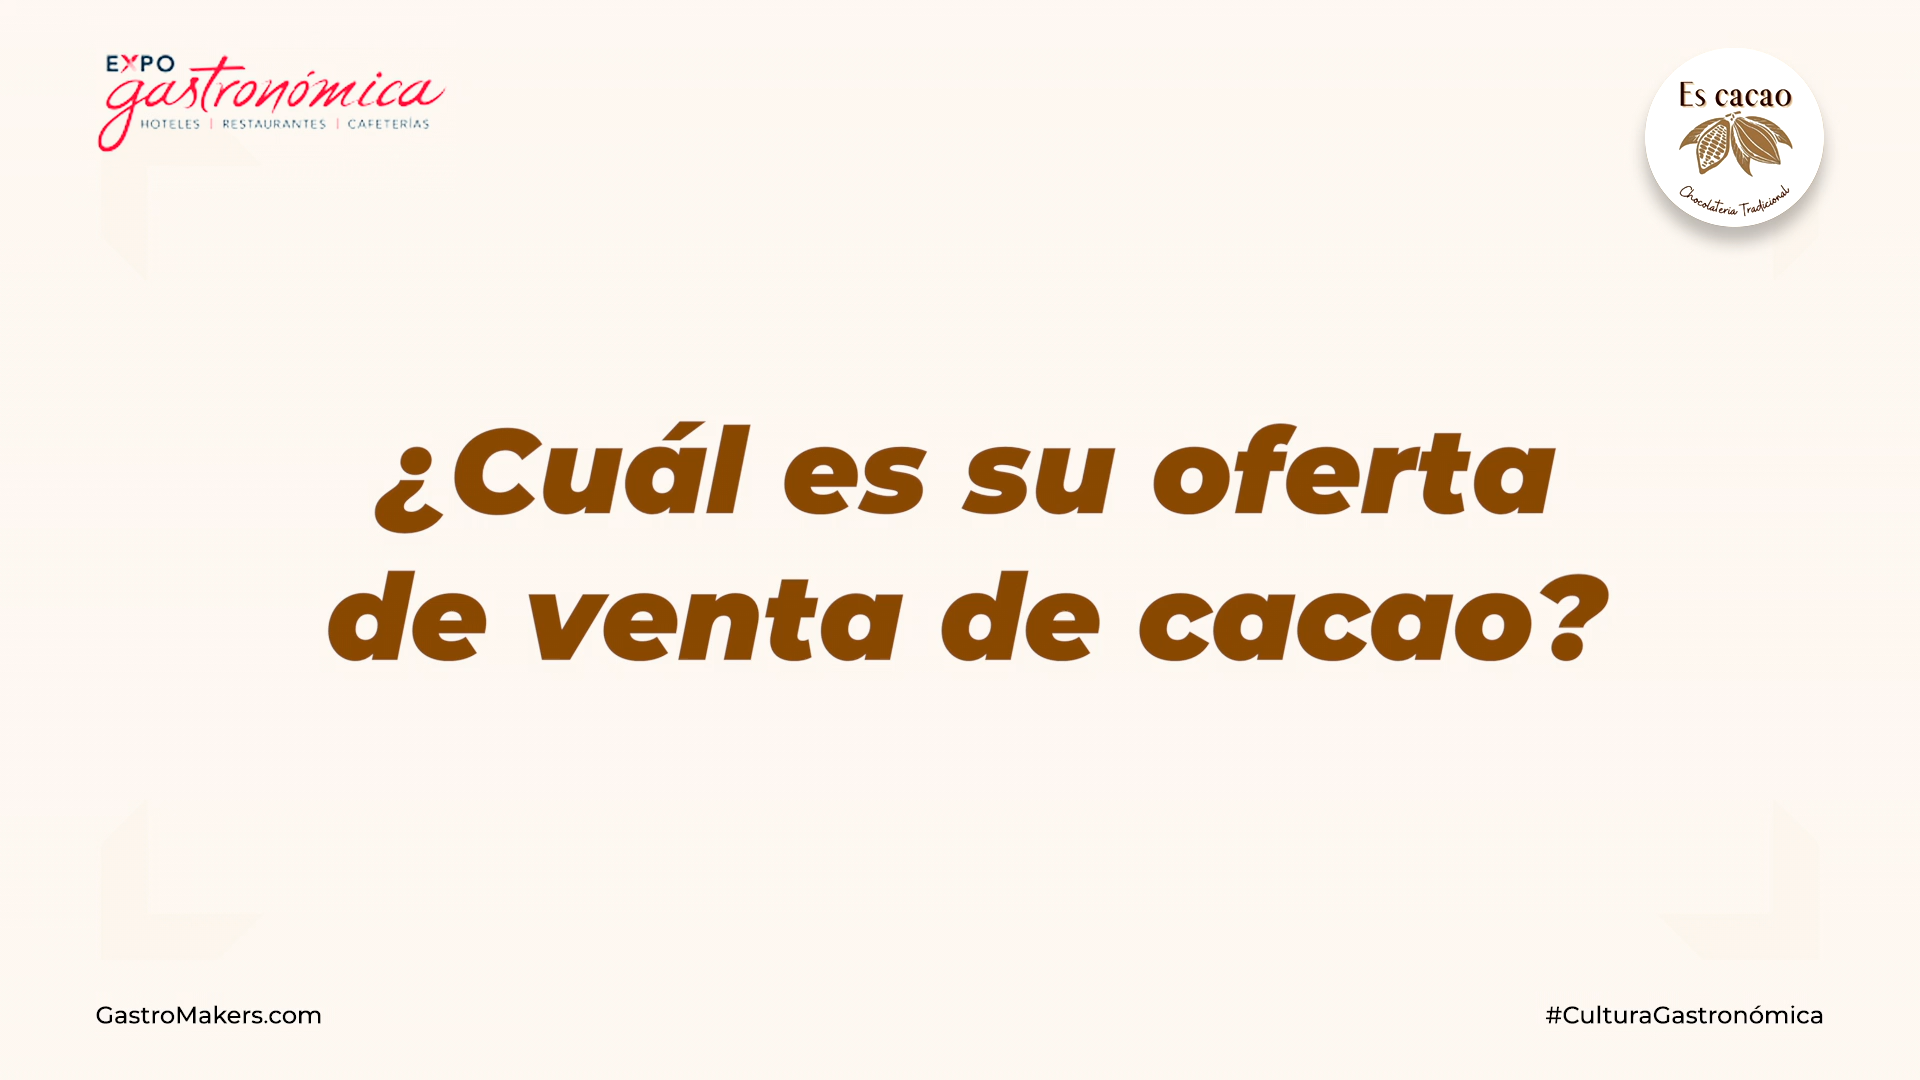 EXPO
gastronómica
HOTELES | RESTAURANTES | CAFETERÍAS
Es cacao
Chocolatería Tradicional
¿Cuál es su oferta
de venta de cacao?
GastroMakers.com
#CulturaGastronómica